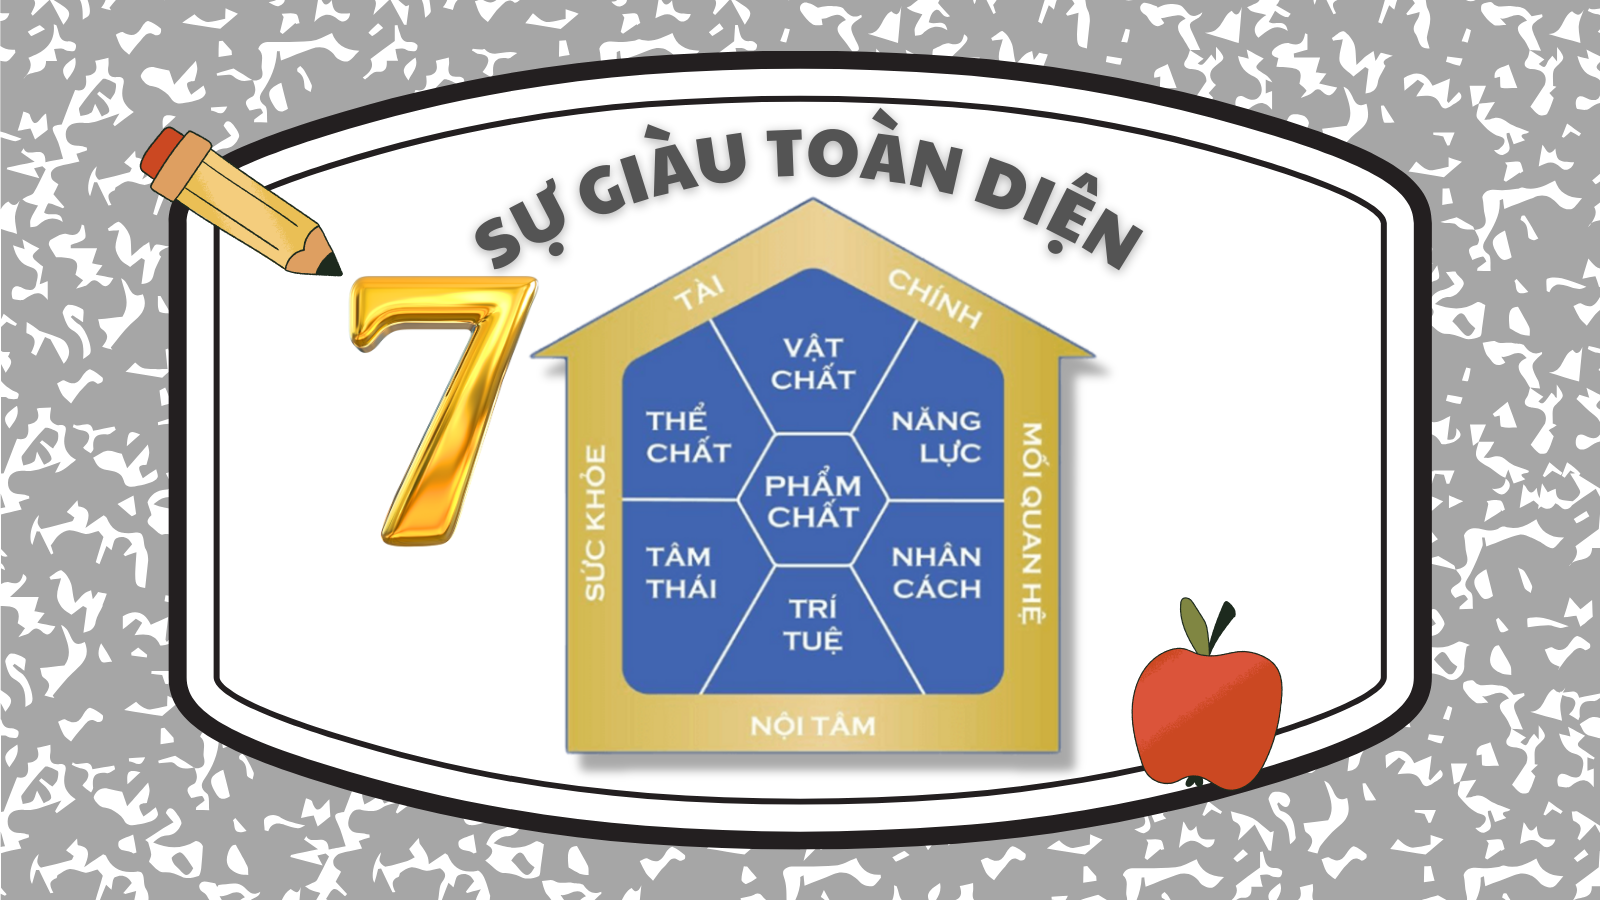 SỰ GIÀU TOÀN DIỆN
7
TÀI
CHÍNH
VẬT
CHẤT
THỂ
CHẤT
NĂNG
LỰC
PHẨM
CHẤT
TÂM
THÁI
NHÂN
CÁCH
TRÍ
TUỆ
SỨC KHỎE
MỐI QUAN HỆ
NỘI TÂM